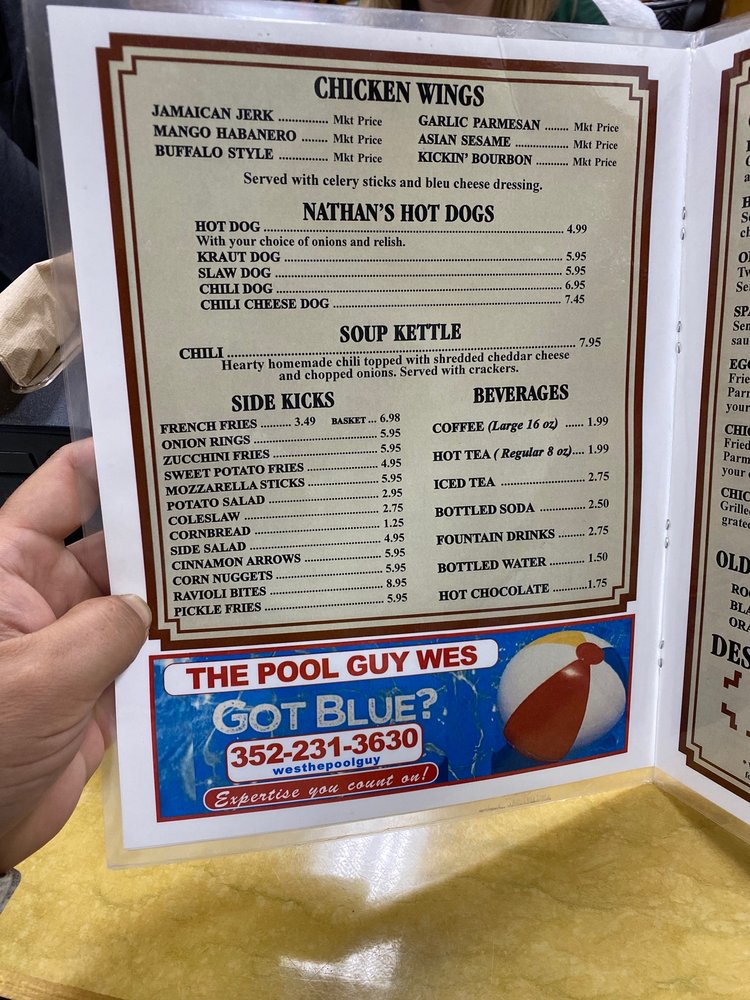 CHICKEN WINGS
JAMAICAN JERK ................ Mkt Price
MANGO HABANERO ........ Mkt Price
BUFFALO STYLE ................ Mkt Price
GARLIC PARMESAN ........ Mkt Price
ASIAN SESAME .................. Mkt Price
KICKIN' BOURBON .......... Mkt Price
Served with celery sticks and bleu cheese dressing.
NATHAN'S HOT DOGS
HOT DOG .......... 4.99
With your choice of onions and relish.
KRAUT DOG .......... 5.95
SLAW DOG .......... 5.95
CHILI DOG .......... 6.95
CHILI CHEESE DOG .......... 7.45
SOUP KETTLE
CHILI .......... 7.95
Hearty homemade chili topped with shredded cheddar cheese
and chopped onions. Served with crackers.
SIDE KICKS
FRENCH FRIES ........ 3.49 BASKET ... 6.98
ONION RINGS .......... 5.95
ZUCCHINI FRIES .......... 5.95
SWEET POTATO FRIES .......... 4.95
MOZZARELLA STICKS .......... 5.95
POTATO SALAD .......... 2.95
COLESLAW .......... 2.75
CORNBREAD .......... 1.25
SIDE SALAD .......... 4.95
CINNAMON ARROWS .......... 5.95
CORN NUGGETS .......... 5.95
RAVIOLI BITES .......... 8.95
PICKLE FRIES .......... 5.95
BEVERAGES
COFFEE (Large 16 oz) ...... 1.99
HOT TEA ( Regular 8 oz).... 1.99
ICED TEA .......... 2.75
BOTTLED SODA .......... 2.50
FOUNTAIN DRINKS ........ 2.75
BOTTLED WATER .......... 1.50
HOT CHOCOLATE ..........1.75
THE POOL GUY WES
GOT BLUE?
352-231-3630
westhepoolguy
Expertise you count on!
OLD
DES